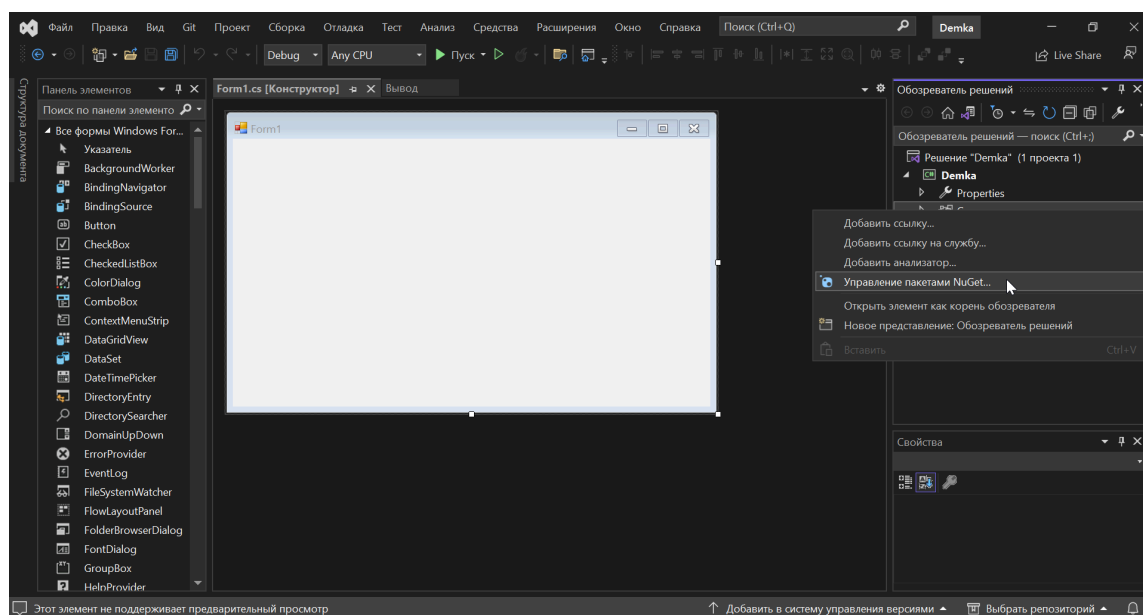 Файл Правка Вид Git Проект Сборка Отладка Тест Анализ Средства Расширения Окно Справка Поиск (Ctrl+Q) Demka
Debug Any CPU Пуск Live Share
Структура документа
Панель элементов
Поиск по панели элементо
Все формы Windows For...
Указатель
BackgroundWorker
BindingNavigator
BindingSource
Button
CheckBox
CheckedListBox
ColorDialog
ComboBox
ContextMenuStrip
DataGridView
DataSet
DateTimePicker
DirectoryEntry
DirectorySearcher
DomainUpDown
ErrorProvider
EventLog
FileSystemWatcher
FlowLayoutPanel
FolderBrowserDialog
FontDialog
GroupBox
HelpProvider
Form1.cs [Конструктор] Вывод
Form1
Обозреватель решений
Обозреватель решений — поиск (Ctrl+;)
Решение "Demka" (1 проекта 1)
Demka
Properties
Добавить ссылку...
Добавить ссылку на службу...
Добавить анализатор...
Управление пакетами NuGet...
Открыть элемент как корень обозревателя
Новое представление: Обозреватель решений
Вставить Ctrl+V
Свойства
Этот элемент не поддерживает предварительный просмотр
Добавить в систему управления версиями Выбрать репозиторий